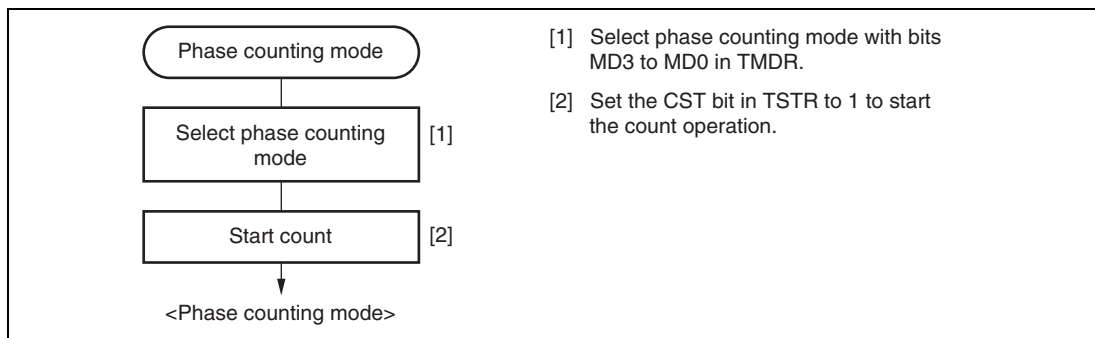 Phase counting mode
Select phase counting
mode
[1]
Start count
[2]
<Phase counting mode>
[1] Select phase counting mode with bits
MD3 to MD0 in TMDR.
[2] Set the CST bit in TSTR to 1 to start
the count operation.